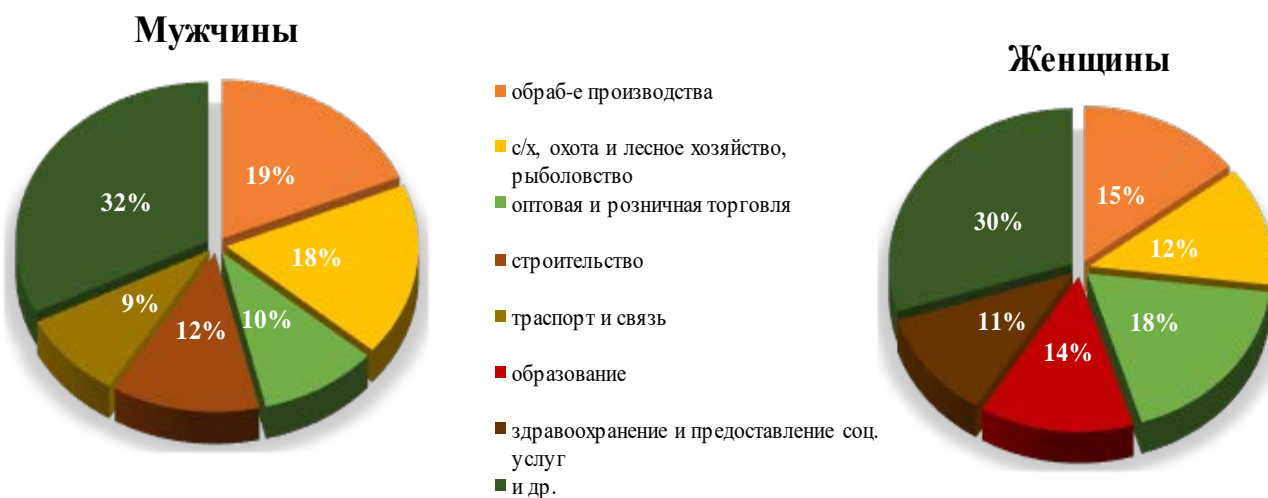 Мужчины
19%
18%
10%
12%
9%
32%
обраб-е производства
с/х, охота и лесное хозяйство,
рыболовство
оптовая и розничная торговля
строительство
траспорт и связь
образование
здравоохранение и предоставление соц.
услуг
и др.
Женщины
15%
12%
18%
14%
11%
30%